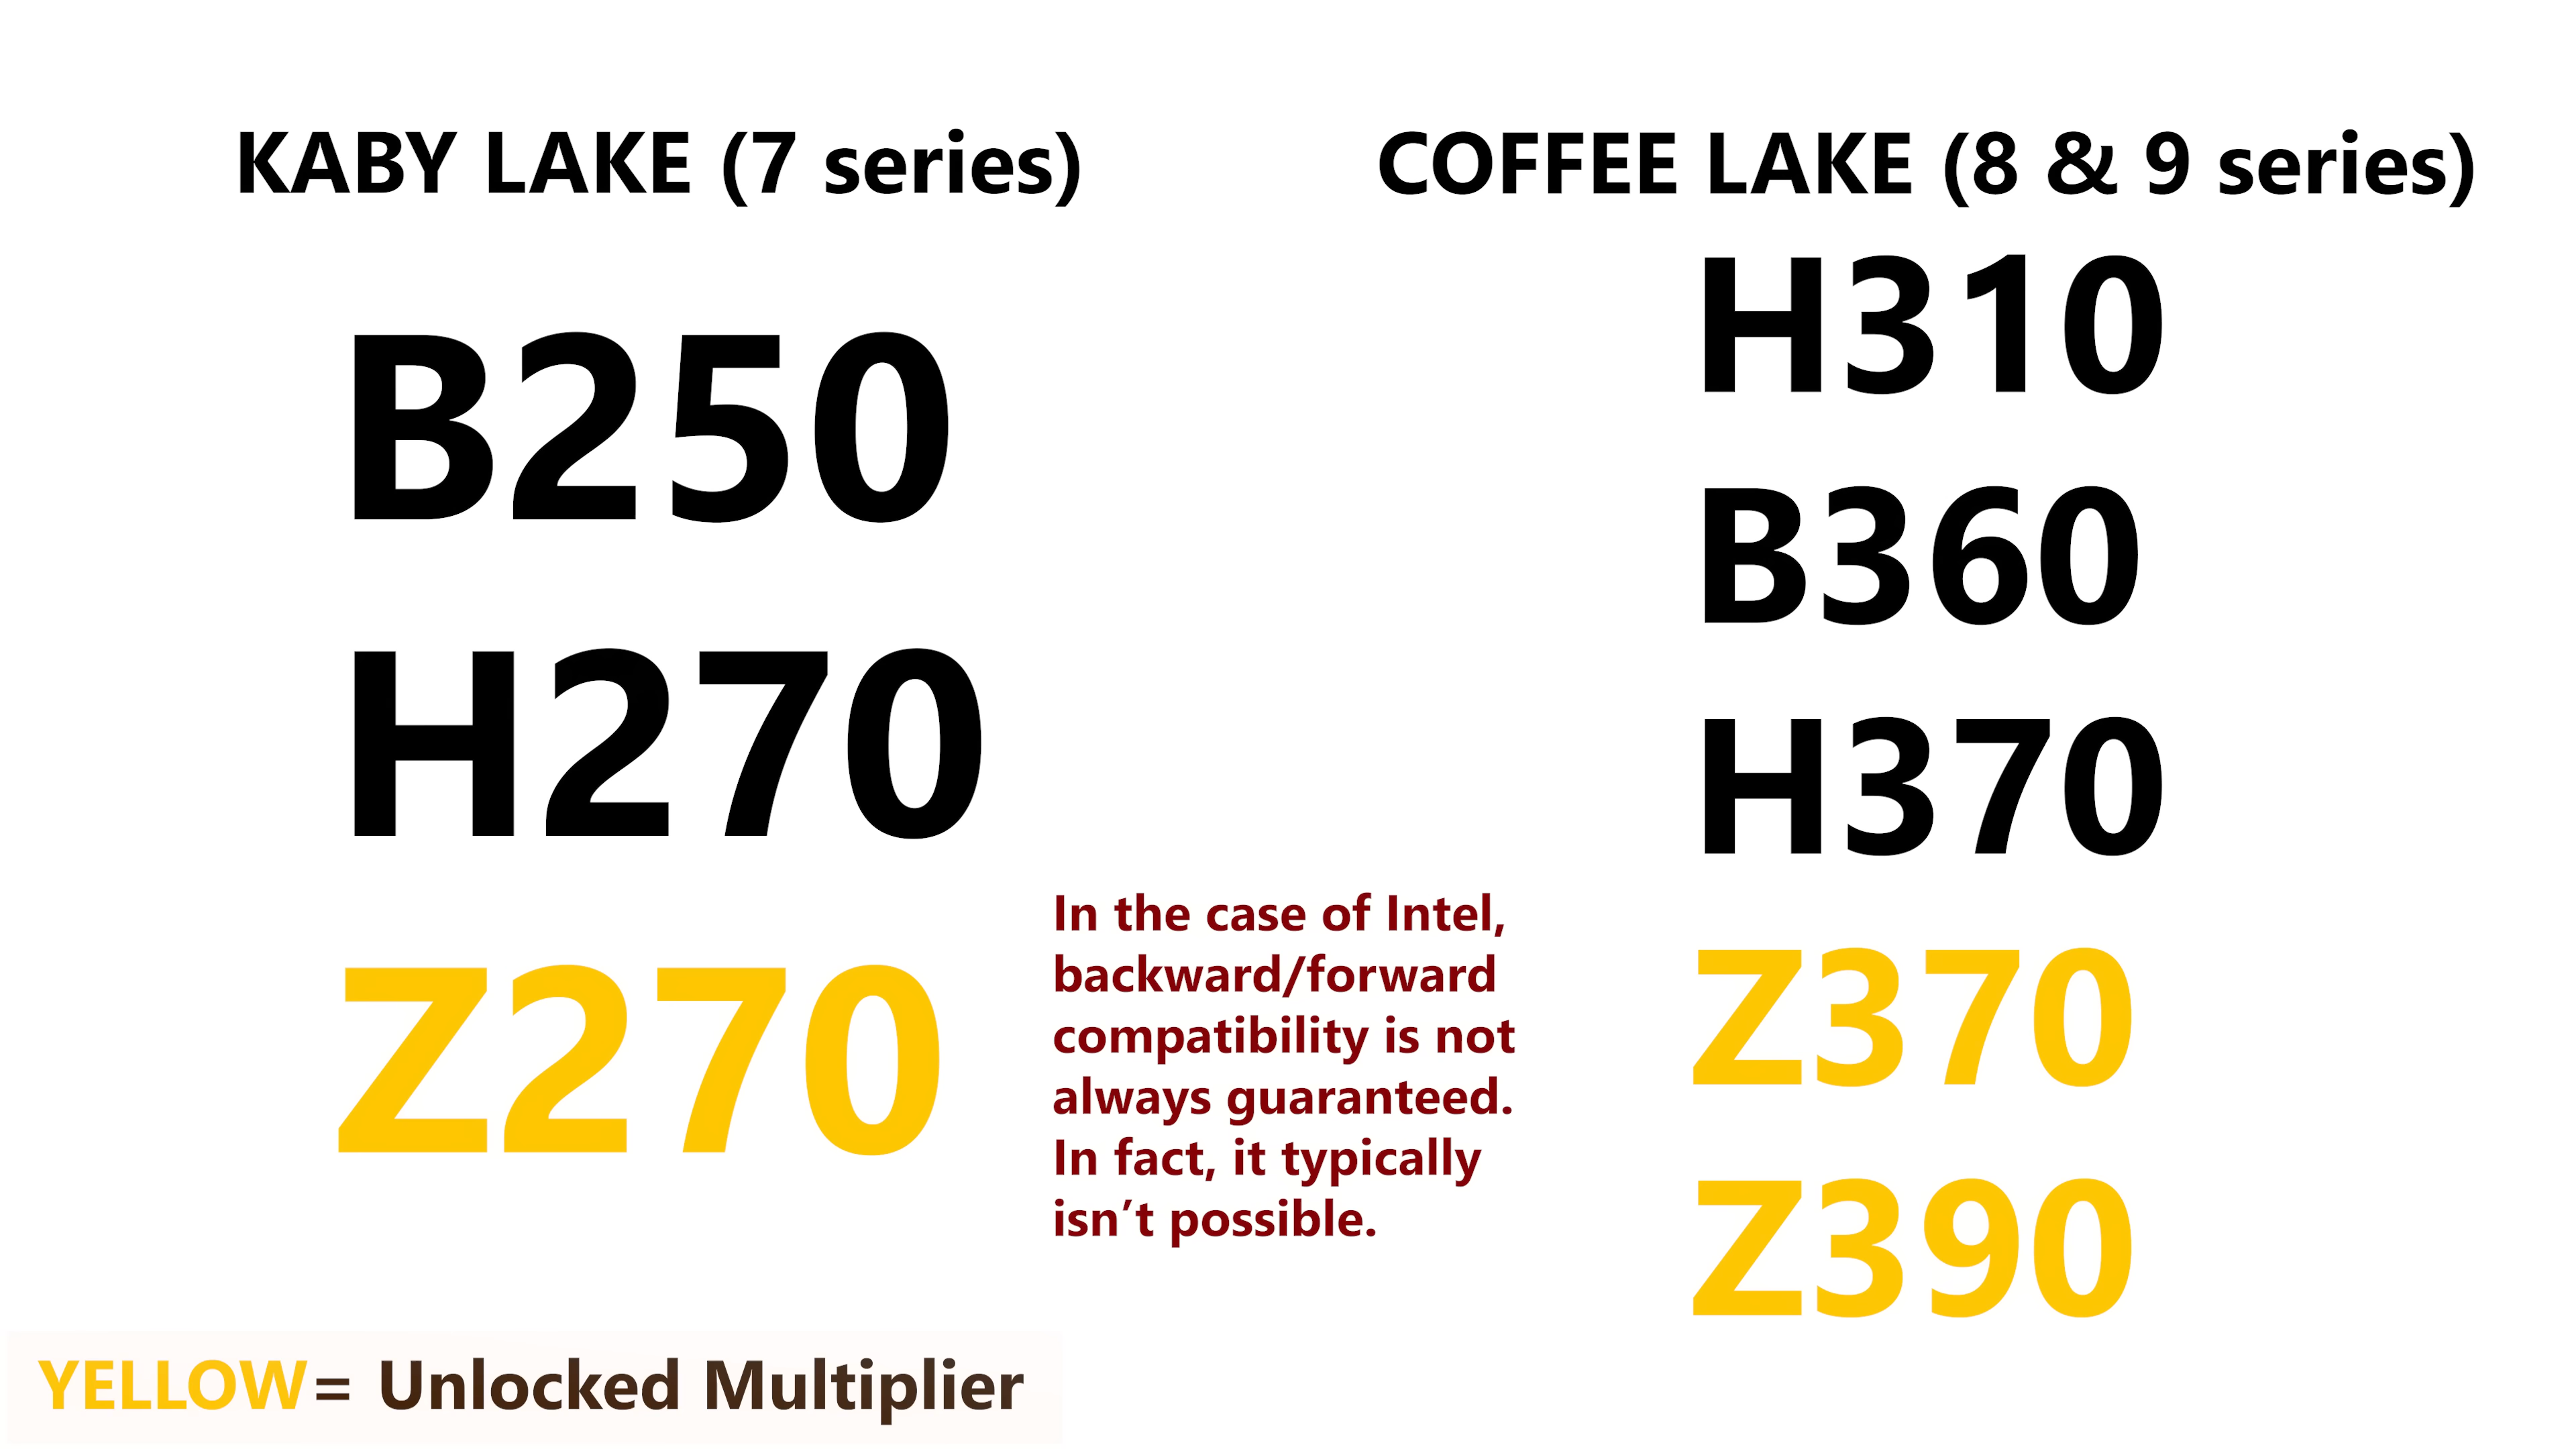 KABY LAKE (7 series)
B250
H270
Z270
COFFEE LAKE (8 & 9 series)
H310
B360
H370
Z370
Z390
In the case of Intel,
backward/forward
compatibility is not
always guaranteed.
In fact, it typically
isn’t possible.
YELLOW= Unlocked Multiplier